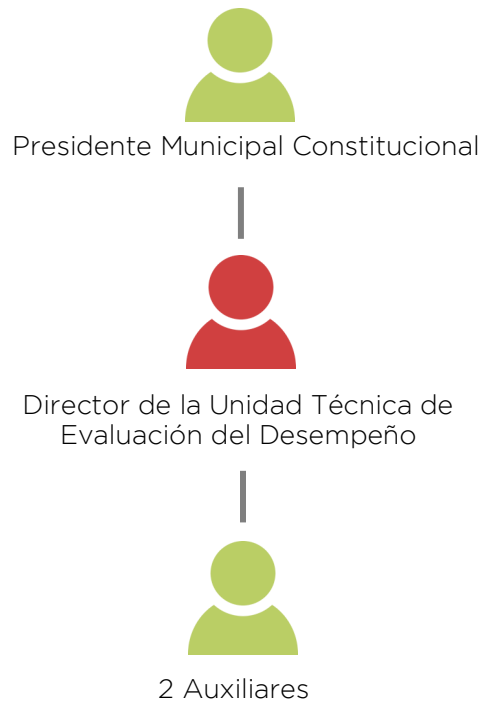 Presidente Municipal Constitucional
Director de la Unidad Técnica de
Evaluación del Desempeño
2 Auxiliares